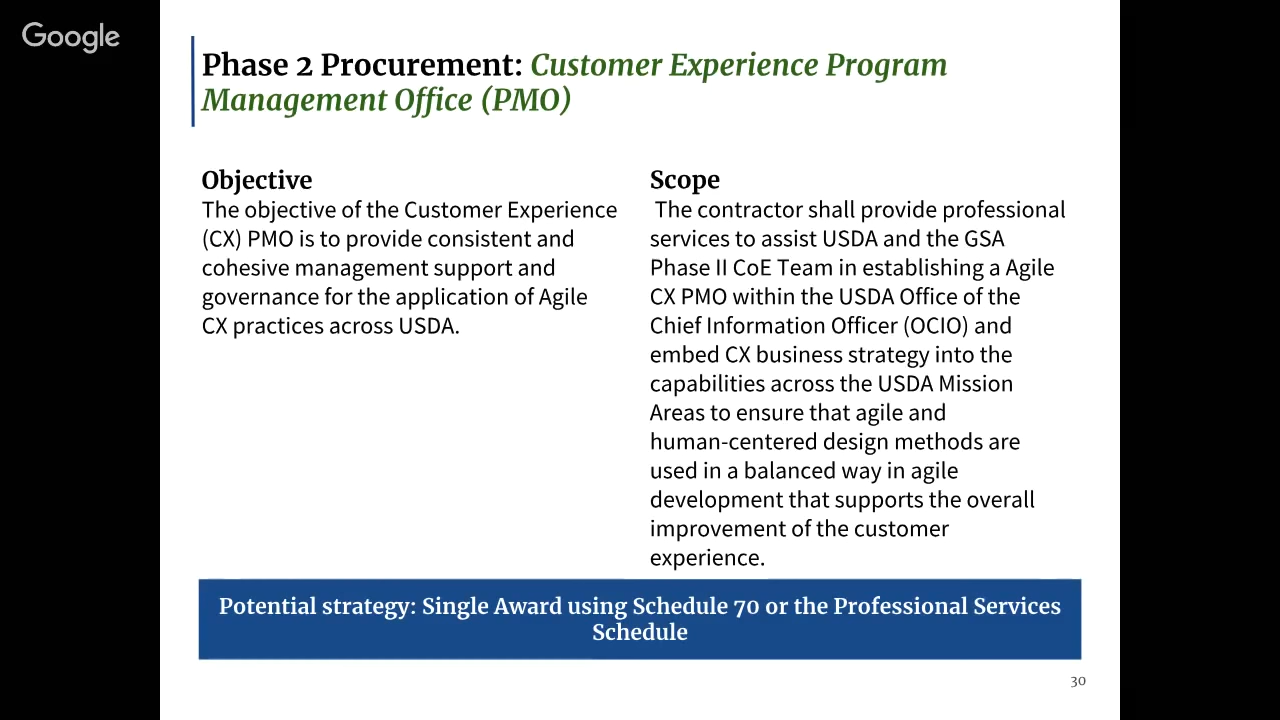 Google
Phase 2 Procurement: Customer Experience Program
Management Office (PMO)
Objective
The objective of the Customer Experience
(CX) PMO is to provide consistent and
cohesive management support and
governance for the application of Agile
CX practices across USDA.
Scope
The contractor shall provide professional
services to assist USDA and the GSA
Phase II CoE Team in establishing a Agile
CX PMO within the USDA Office of the
Chief Information Officer (OCIO) and
embed CX business strategy into the
capabilities across the USDA Mission
Areas to ensure that agile and
human-centered design methods are
used in a balanced way in agile
development that supports the overall
improvement of the customer
experience.
Potential strategy: Single Award using Schedule 70 or the Professional Services
Schedule
30